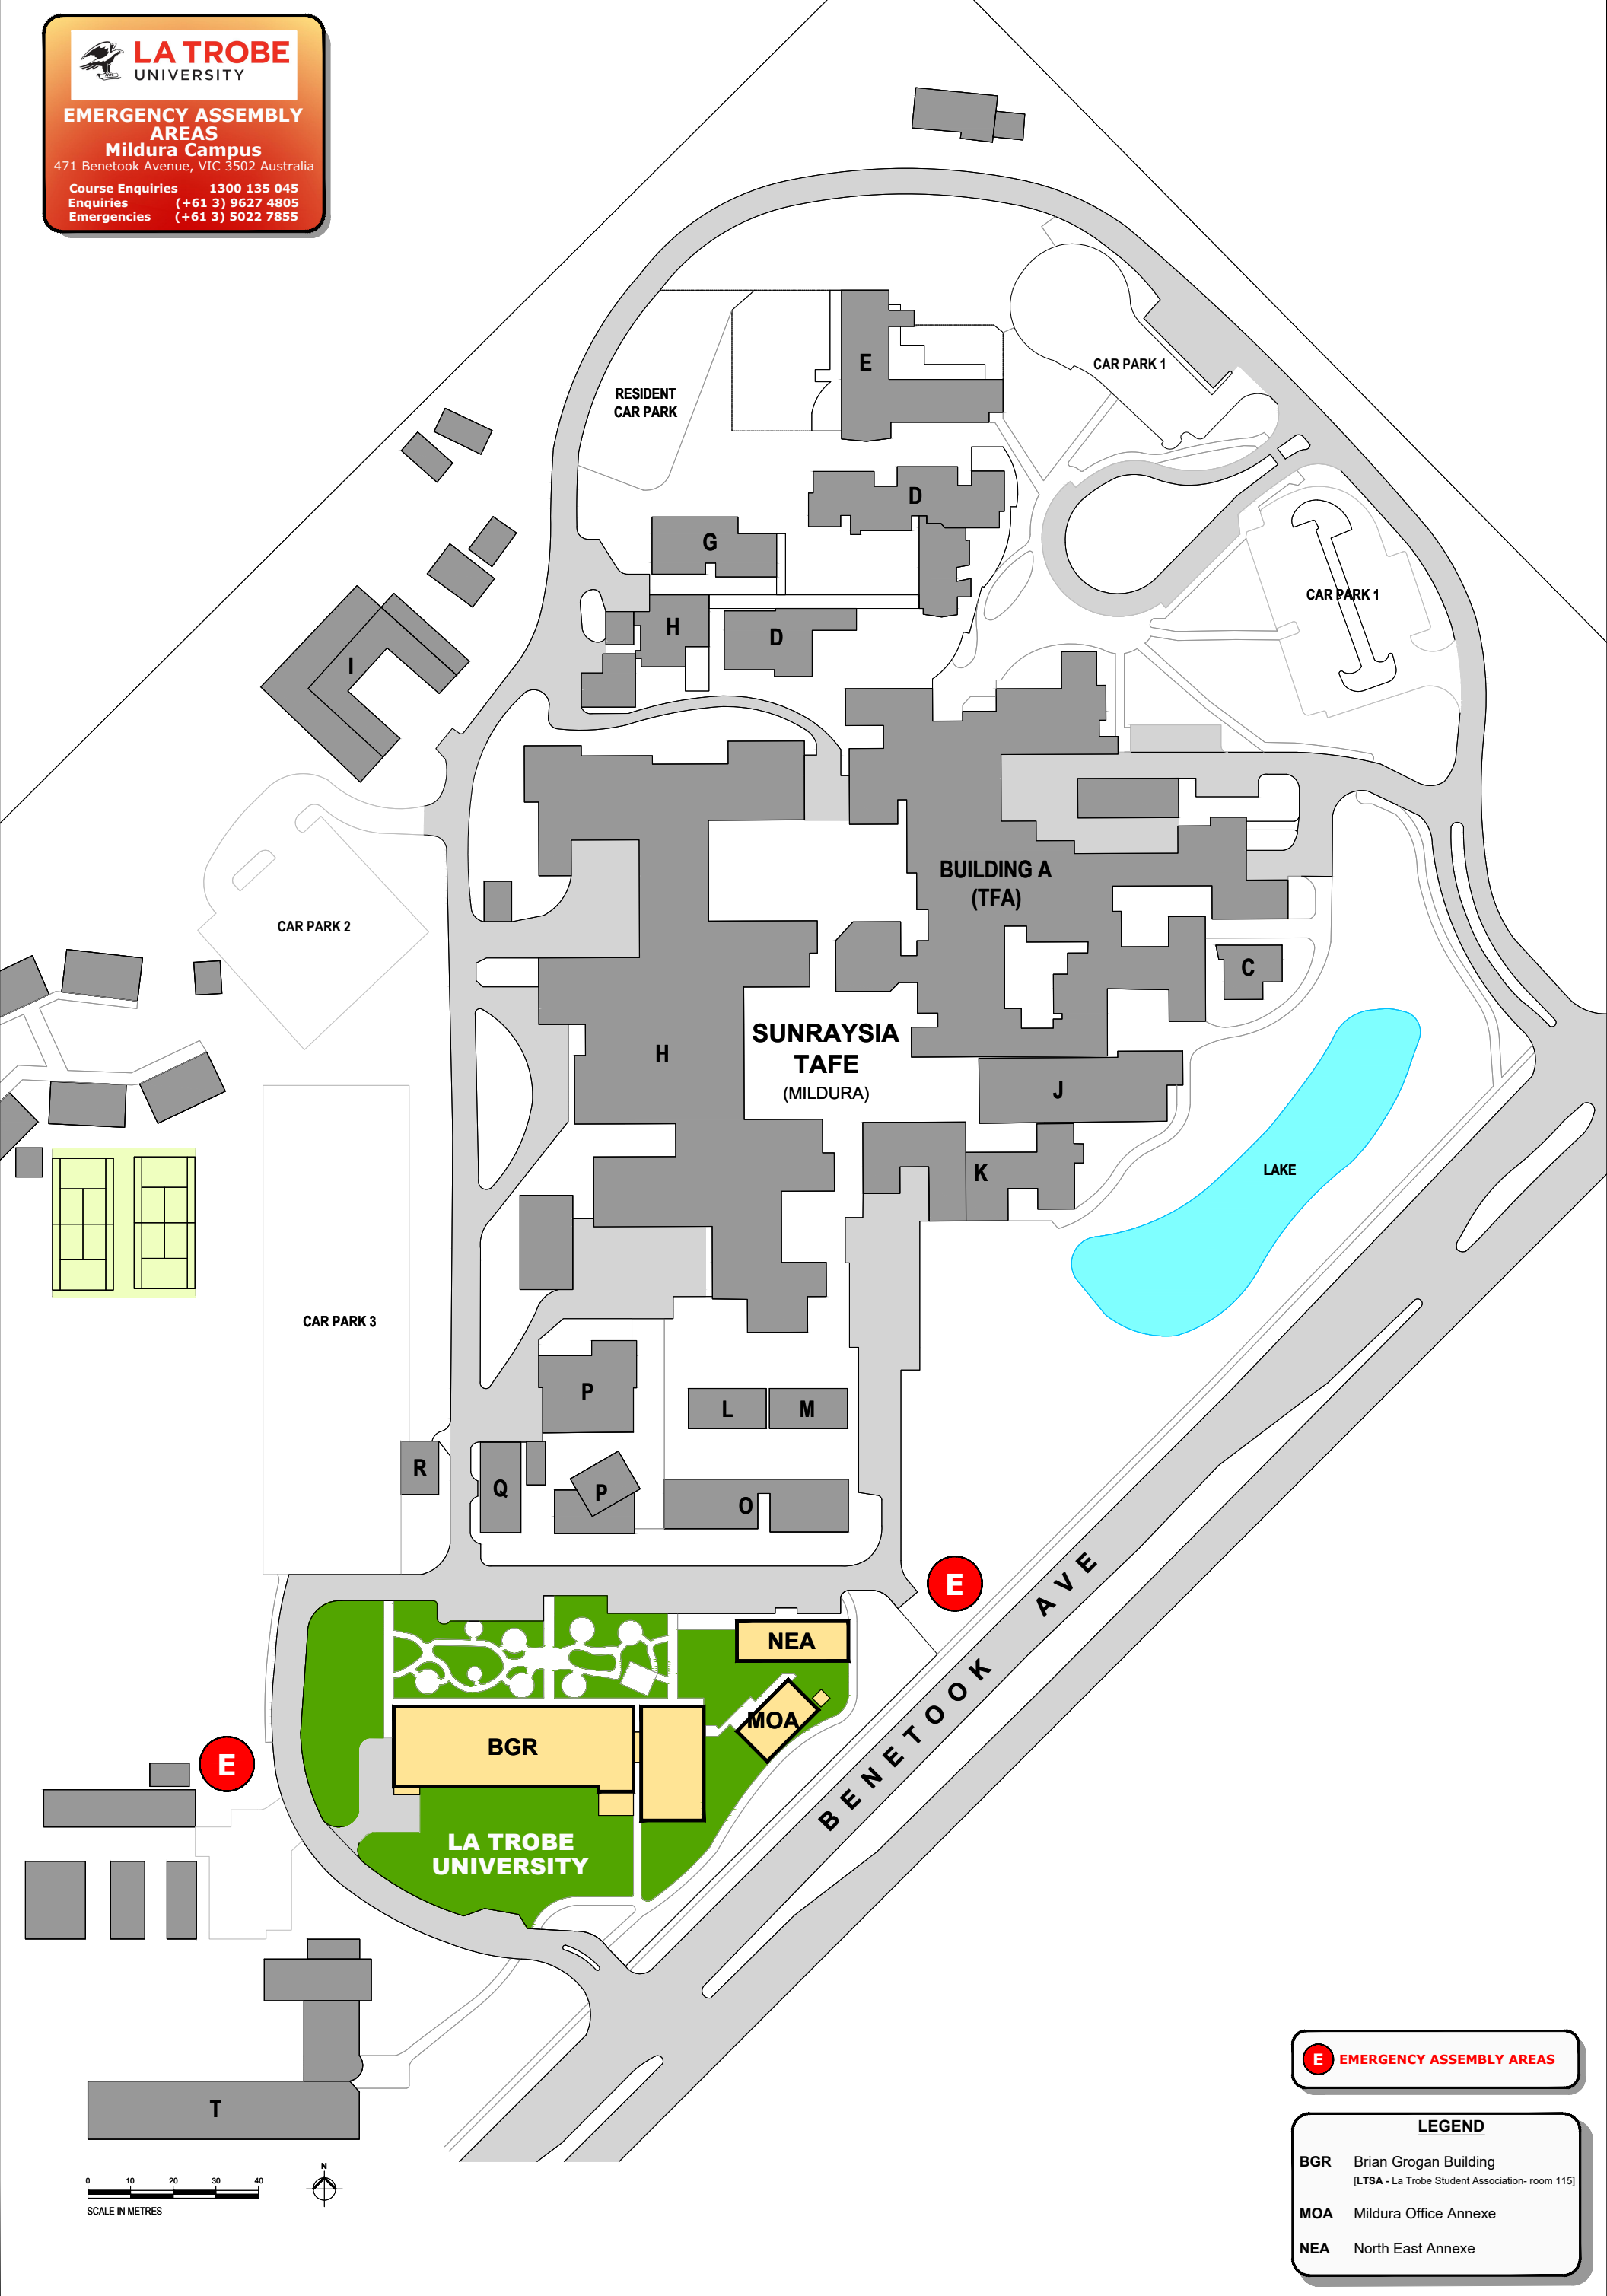 LA TROBE
UNIVERSITY
EMERGENCY ASSEMBLY
AREAS
Mildura Campus
471 Benetook Avenue, VIC 3502 Australia
Course Enquiries 1300 135 045
Enquiries (+61 3) 9627 4805
Emergencies (+61 3) 5022 7855
E
CAR PARK 1
RESIDENT
CAR PARK
D
G
CAR PARK 1
H
D
I
BUILDING A
(TFA)
CAR PARK 2
C
SUNRAYSIA
TAFE
(MILDURA)
H
J
K
LAKE
CAR PARK 3
P
L
M
R
Q
P
O
E
BENETOOK AVE
NEA
MOA
BGR
E
LA TROBE
UNIVERSITY
T
E EMERGENCY ASSEMBLY AREAS
LEGEND
BGR Brian Grogan Building
[LTSA - La Trobe Student Association- room 115]
MOA Mildura Office Annexe
NEA North East Annexe
N
0 10 20 30 40
SCALE IN METRES